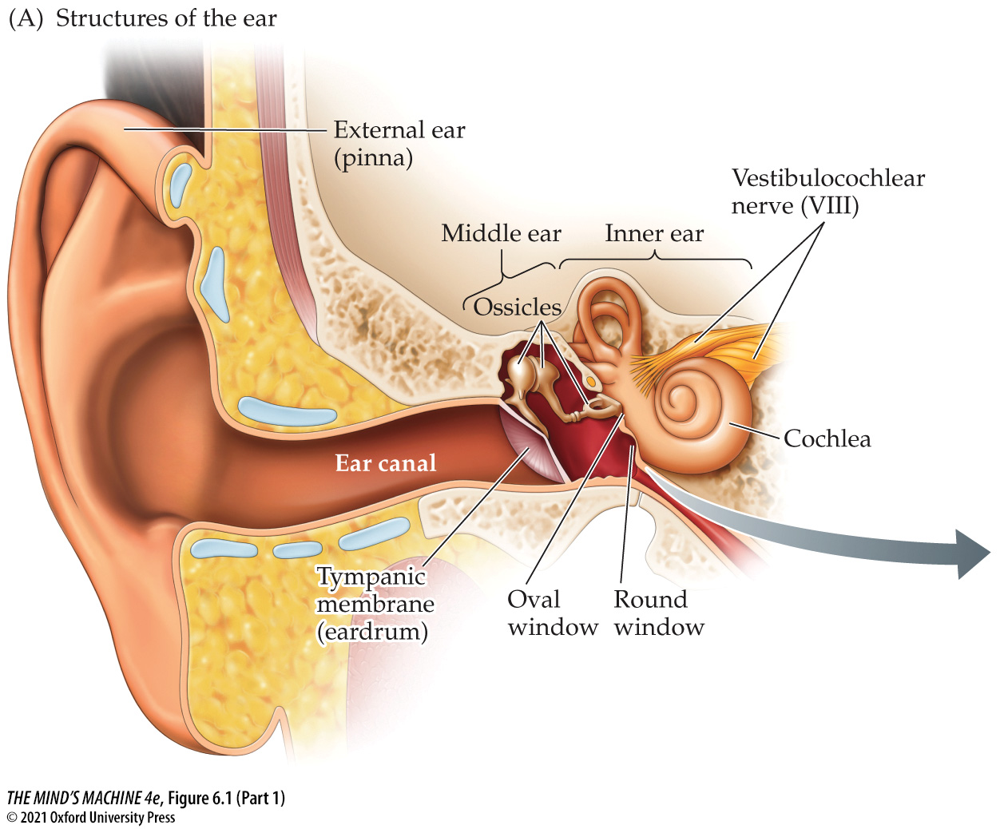 (A) Structures of the ear
External ear
(pinna)
Vestibulocochlear
nerve (VIII)
Middle ear
Inner ear
Ossicles
Cochlea
Ear canal
Tympanic
membrane
(eardrum)
Oval
window
Round
window
THE MIND'S MACHINE 4e, Figure 6.1 (Part 1)
© 2021 Oxford University Press